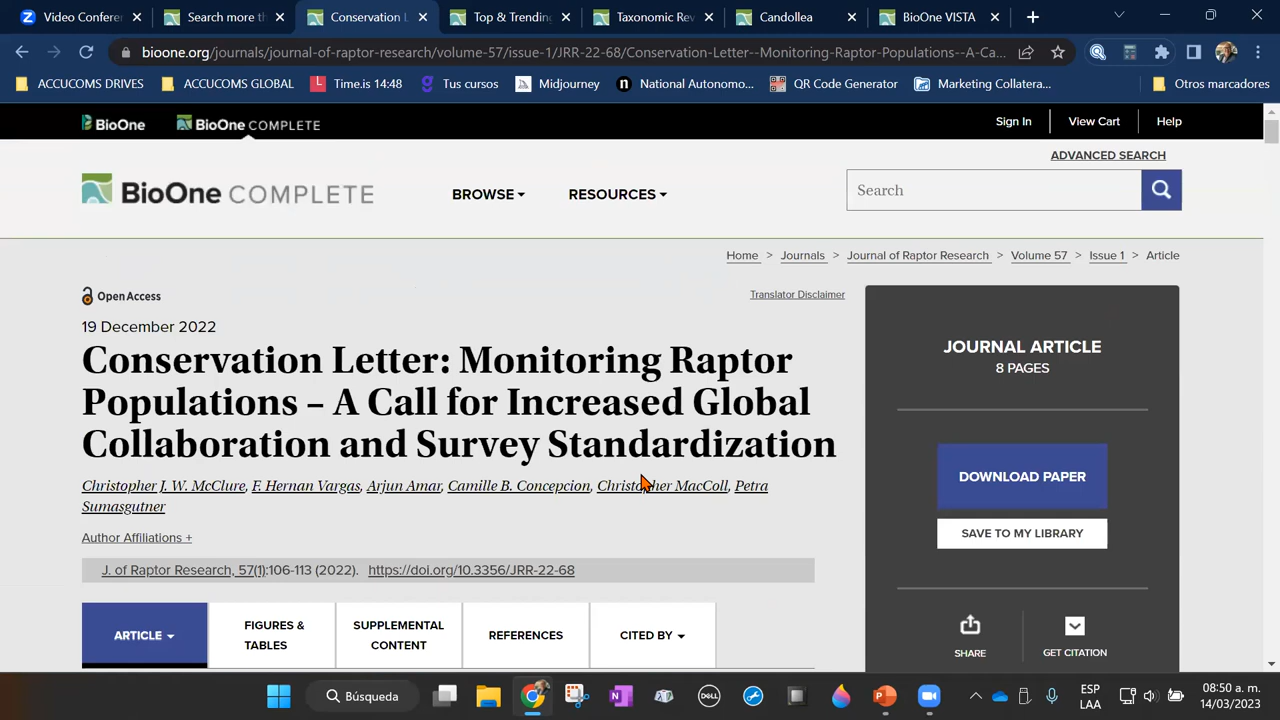 Video Confere
Search more th
Conservation L
Top & Trending
Taxonomic Rev
Candollea
BioOne VISTA
bioone.org/journals/journal-of-raptor-research/volume-57/issue-1/JRR-22-68/Conservation-Letter--Monitoring-Raptor-Populations--A-Ca...
ACCUCOMS DRIVES
ACCUCOMS GLOBAL
Time.is 14:48
Tus cursos
Midjourney
National Autonomo...
QR Code Generator
Marketing Collatera...
Otros marcadores
BioOne
BioOne COMPLETE
Sign In
View Cart
Help
ADVANCED SEARCH
BioOne COMPLETE
BROWSE
RESOURCES
Search
Home > Journals > Journal of Raptor Research > Volume 57 > Issue 1 > Article
Open Access
Translator Disclaimer
19 December 2022
Conservation Letter: Monitoring Raptor
Populations – A Call for Increased Global
Collaboration and Survey Standardization
Christopher J. W. McClure, F. Hernan Vargas, Arjun Amar, Camille B. Concepcion, Christopher MacColl, Petra
Sumasgutner
Author Affiliations +
J. of Raptor Research, 57(1):106-113 (2022). https://doi.org/10.3356/JRR-22-68
ARTICLE
FIGURES &
TABLES
SUPPLEMENTAL
CONTENT
REFERENCES
CITED BY
JOURNAL ARTICLE
8 PAGES
DOWNLOAD PAPER
SAVE TO MY LIBRARY
SHARE
GET CITATION
Búsqueda
DELL
ESP
LAA
08:50 a. m.
14/03/2023